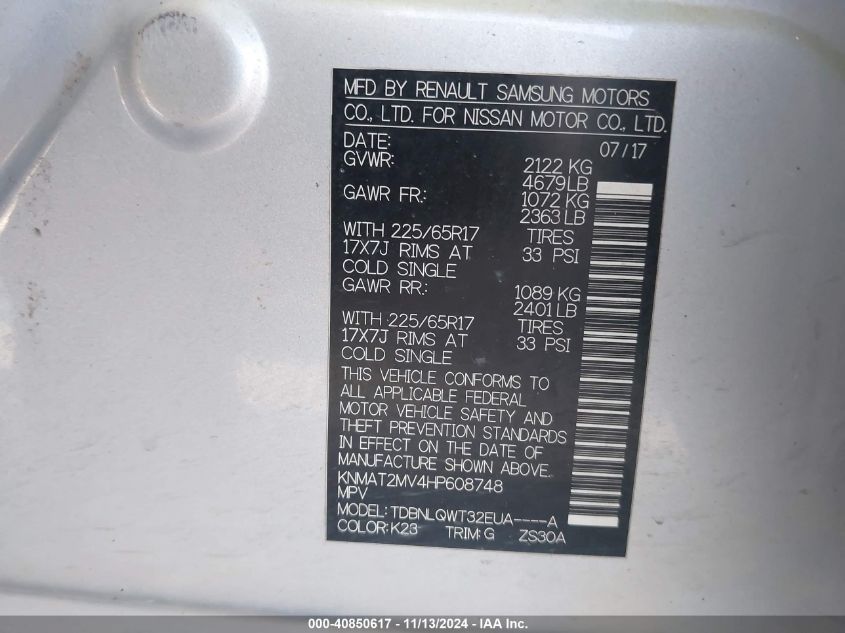 MFD BY RENAULT SAMSUNG MOTORS
CO., LTD. FOR NISSAN MOTOR CO., LTD.
DATE: 07/17
GVWR: 2122 KG
4679LB
GAWR FR.: 1072 KG
2363 LB
WITH 225/65R17 TIRES
17X7J RIMS AT 33 PSI
COLD SINGLE
GAWR RR.: 1089 KG
2401 LB
WITH 225/65R17 TIRES
17X7J RIMS AT 33 PSI
COLD SINGLE
THIS VEHICLE CONFORMS TO
ALL APPLICABLE FEDERAL
MOTOR VEHICLE SAFETY AND
THEFT PREVENTION STANDARDS
IN EFFECT ON THE DATE OF
MANUFACTURE SHOWN ABOVE.
KNMAT2MV4HP608748
MPV
MODEL: TDBNLQWT32EUA----A
COLOR: K23 TRIM: G ZS30A
000-40850617 - 11/13/2024 - IAA Inc.